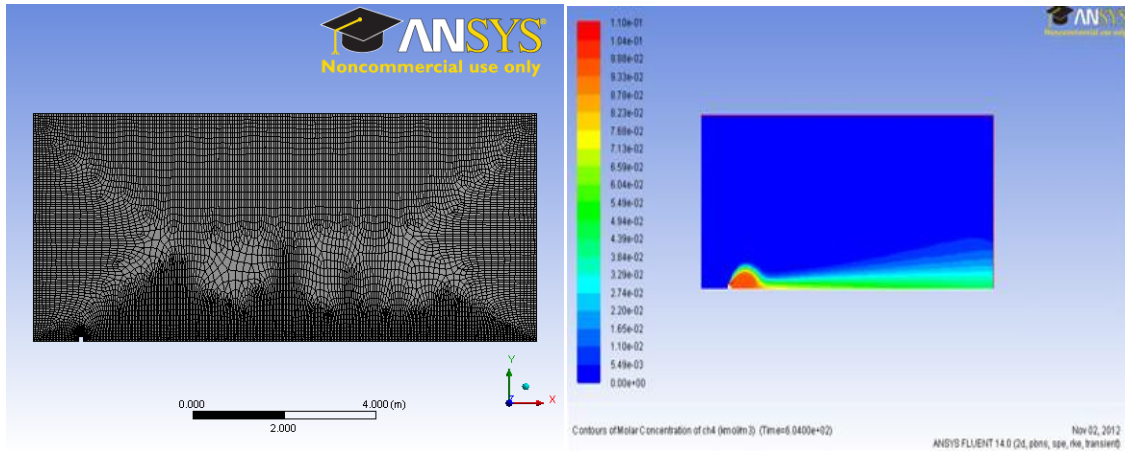 ANSYS®
Noncommercial use only
Y
Z
X
0.000
4.000 (m)
2.000
ANSYS
Noncommercial use only
1.10e-01
1.04e-01
9.88e-02
9.33e-02
8.78e-02
8.23e-02
7.68e-02
7.13e-02
6.59e-02
6.04e-02
5.49e-02
4.94e-02
4.39e-02
3.84e-02
3.29e-02
2.74e-02
2.20e-02
1.65e-02
1.10e-02
5.49e-03
0.00e+00
Contours of Molar Concentration of ch4 (kmol/m3) (Time=6.0400e+02)
Nov 02, 2012
ANSYS FLUENT 14.0 (2d, pbns, spe, rke, transient)